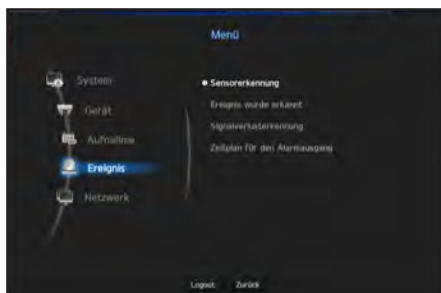 Menü
System
Gerät
Aufnahme
Ereignis
Netzwerk
Sensorerkennung
Ereignis wurde erkannt
Signalverlusterkennung
Zeitplan für den Alarmausgang
Logout Zurück